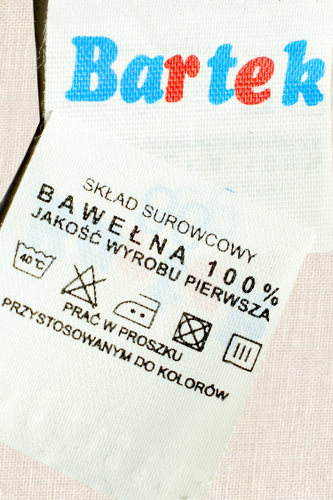 Bartek
SKŁAD SUROWCOWY
BAWEŁNA 100%
JAKOŚĆ WYROBU PIERWSZA
40°C
PRAĆ W PROSZKU
PRZYSTOSOWANYM DO KOLORÓW